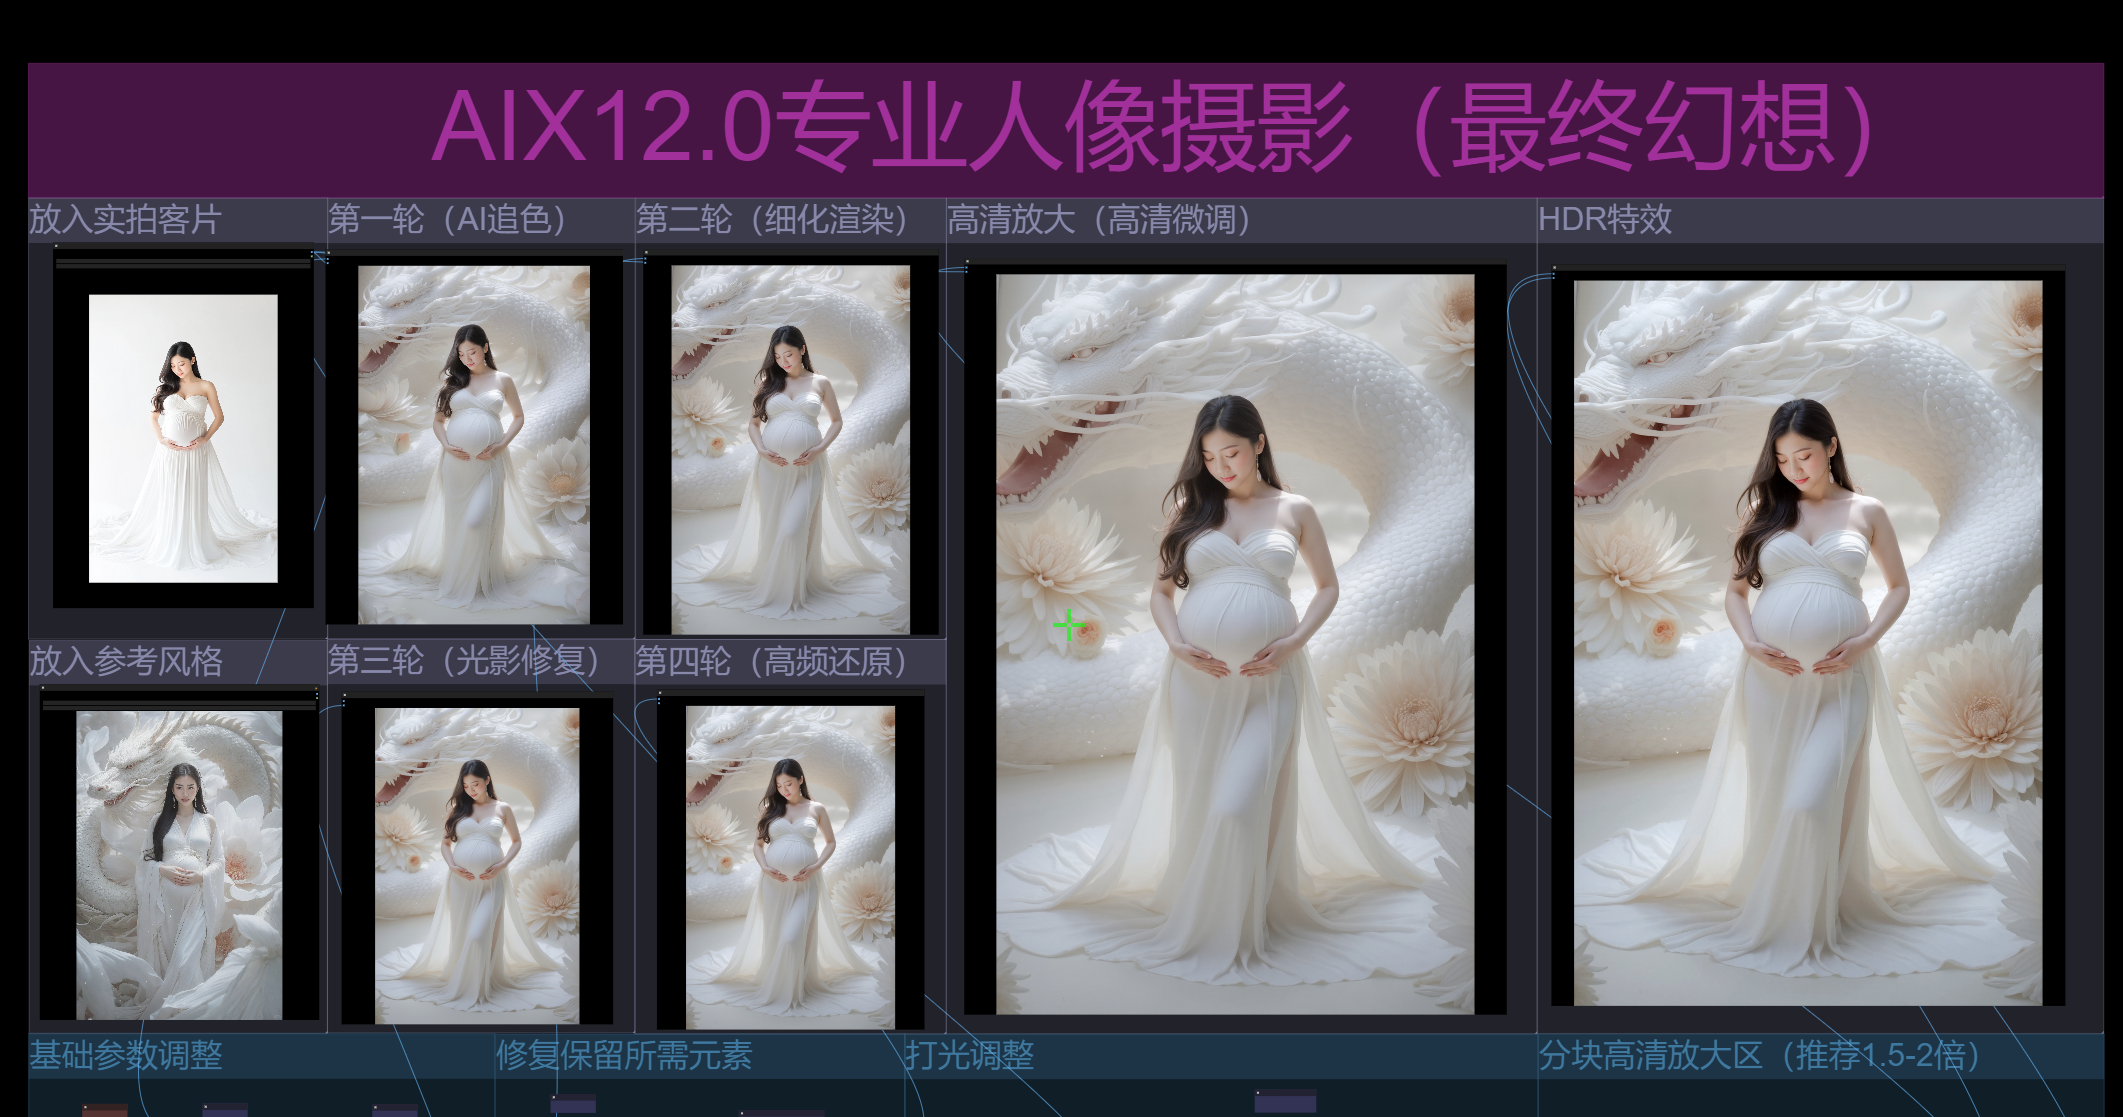 AIX12.0专业人像摄影（最终幻想）
放入实拍客片
第一轮（AI追色）
第二轮（细化渲染）
高清放大（高清微调）
HDR特效
放入参考风格
第三轮（光影修复）
第四轮（高频还原）
基础参数调整
修复保留所需元素
打光调整
分块高清放大区（推荐1.5-2倍）